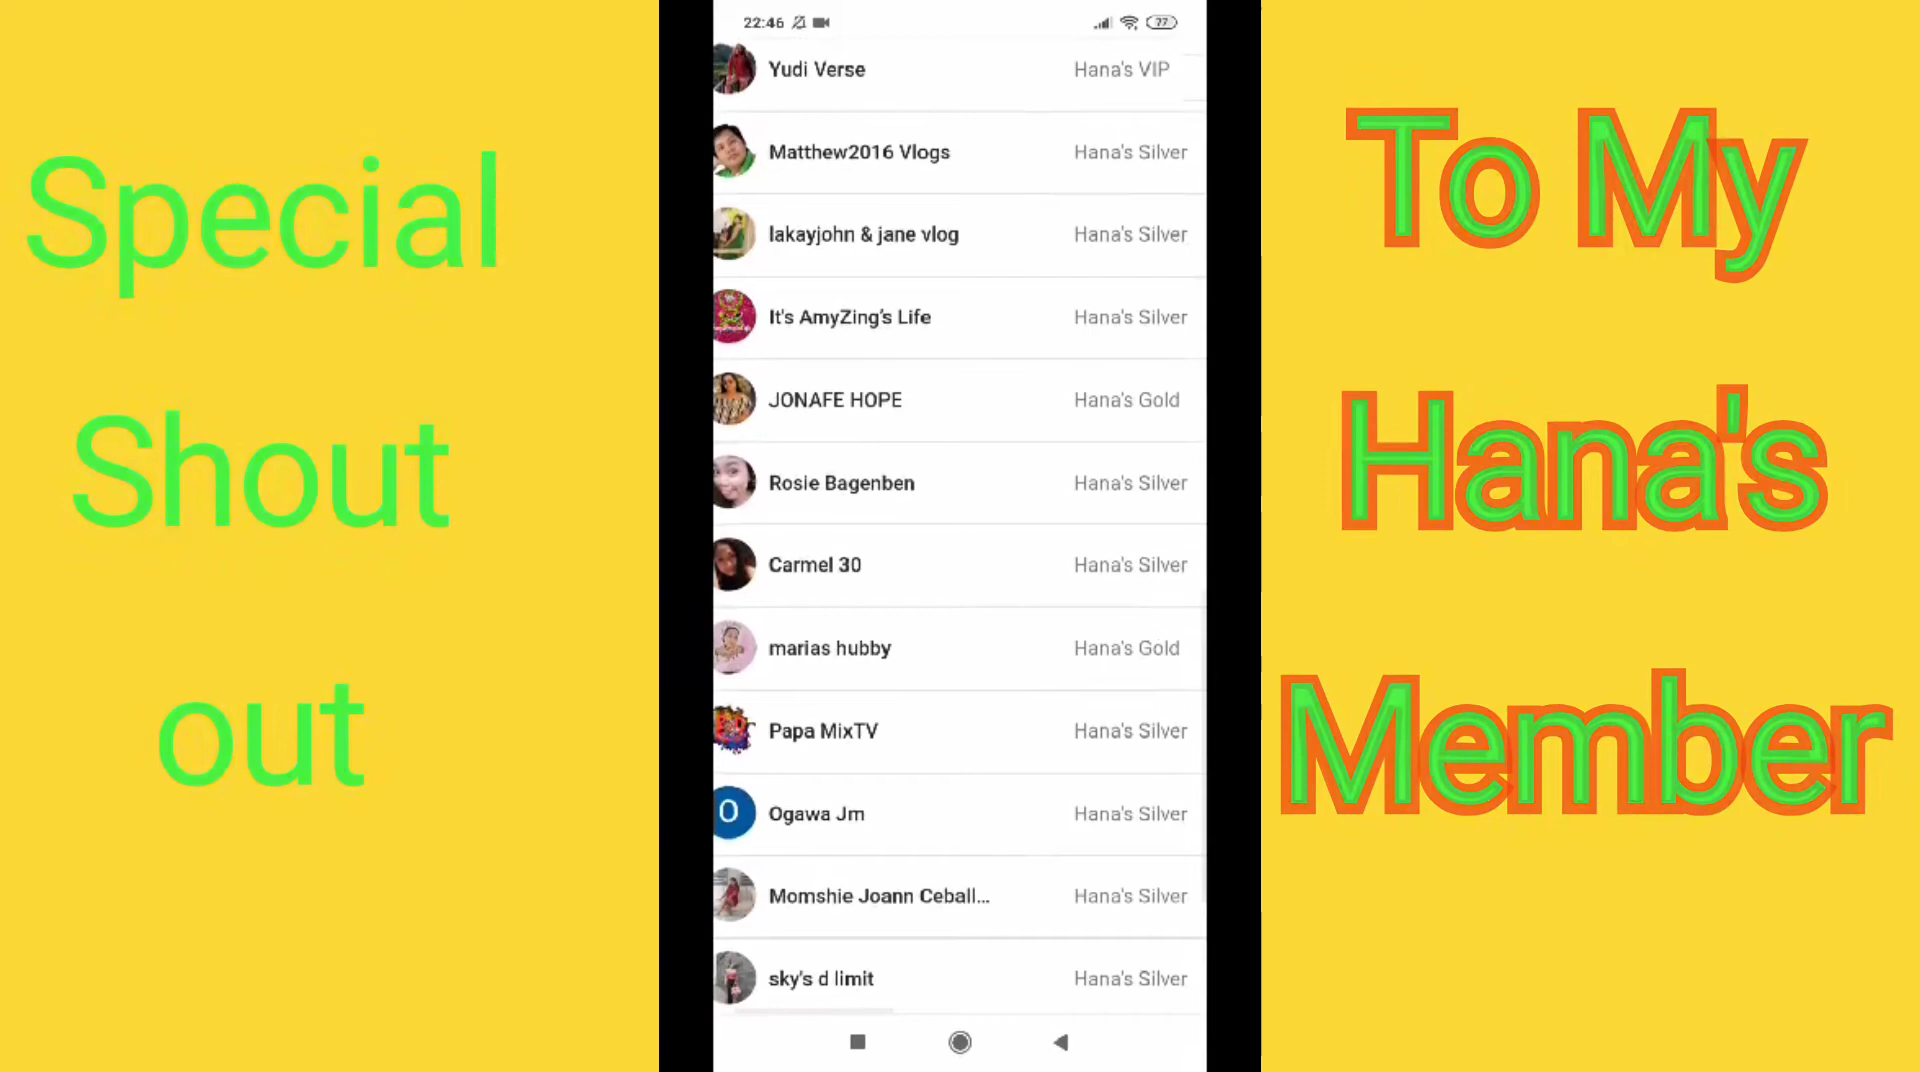 Special
Shout
out
22:46
77
Yudi Verse Hana's VIP
Matthew2016 Vlogs Hana's Silver
lakayjohn & jane vlog Hana's Silver
It's AmyZing's Life Hana's Silver
JONAFE HOPE Hana's Gold
Rosie Bagenben Hana's Silver
Carmel 30 Hana's Silver
marias hubby Hana's Gold
Papa MixTV Hana's Silver
O Ogawa Jm Hana's Silver
Momshie Joann Ceball... Hana's Silver
sky's d limit Hana's Silver
To My
Hana's
Member